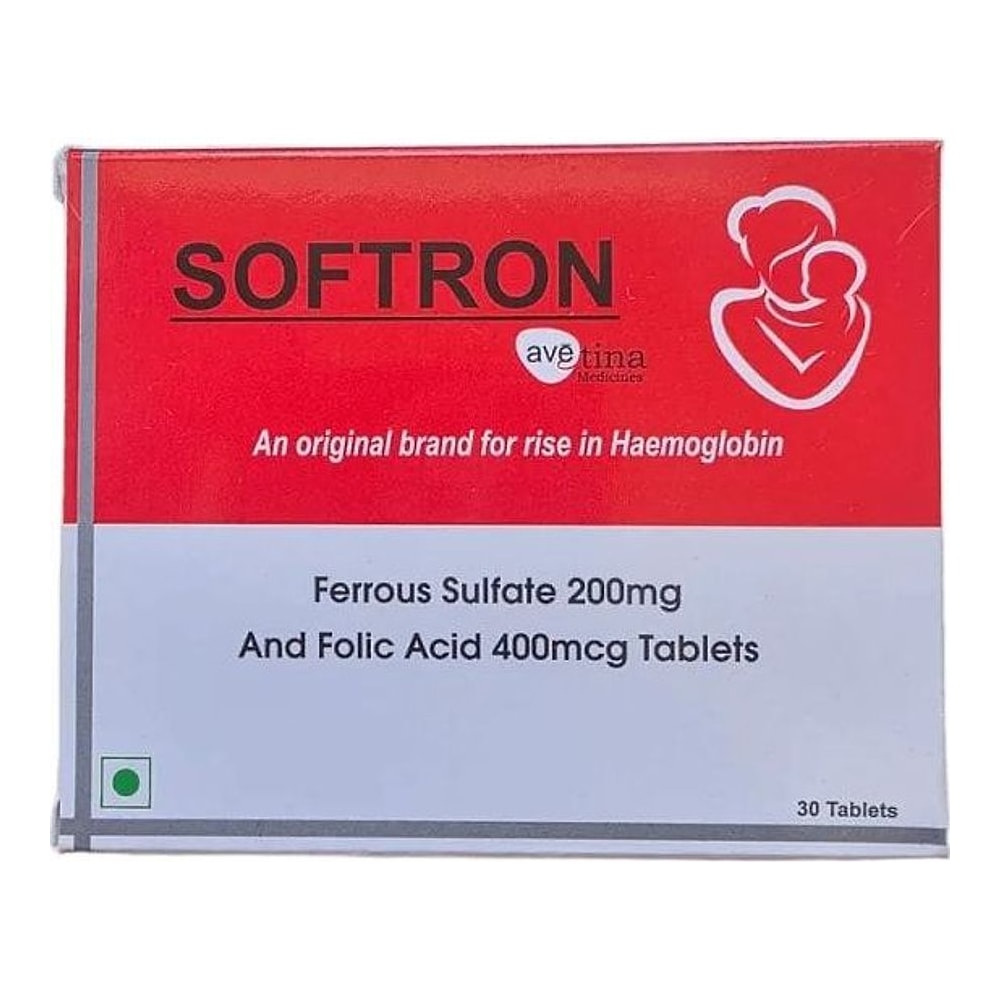 SOFTRON
avetina
Medicines
An original brand for rise in Haemoglobin
Ferrous Sulfate 200mg
And Folic Acid 400mcg Tablets
30 Tablets